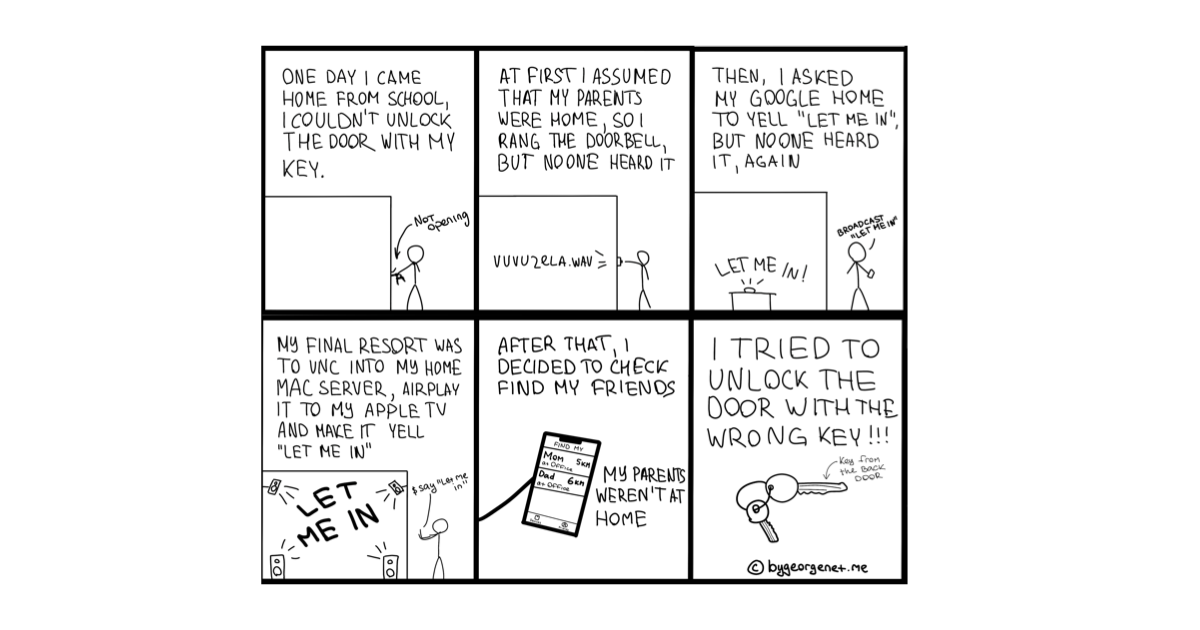 ONE DAY I CAME
HOME FROM SCHOOL,
I COULDN'T UNLOCK
THE DOOR WITH MY
KEY.
NOT
opening
AT FIRST I ASSUMED
THAT MY PARENTS
WERE HOME, SO I
RANG THE DOORBELL,
BUT NO ONE HEARD IT
VUVUZELA.WAV
THEN, I ASKED
MY GOOGLE HOME
TO YELL "LET ME IN",
BUT NO ONE HEARD
IT, AGAIN
BROADCAST
"LET ME IN"
LET ME IN!
MY FINAL RESORT WAS
TO VNC INTO MY HOME
MAC SERVER, AIRPLAY
IT TO MY APPLE TV
AND MAKE IT YELL
"LET ME IN"
$ say "Let me
in"
LET
ME IN
AFTER THAT, I
DECIDED TO CHECK
FIND MY FRIENDS
FIND MY
Mom 5KM
at OFFice
Dad 6KM
at OFFice
MY PARENTS
WEREN'T AT
HOME
I TRIED TO
UNLOCK THE
DOOR WITH THE
WRONG KEY!!!
Key from
the BACK
DOOR
© bygeorgenet.me